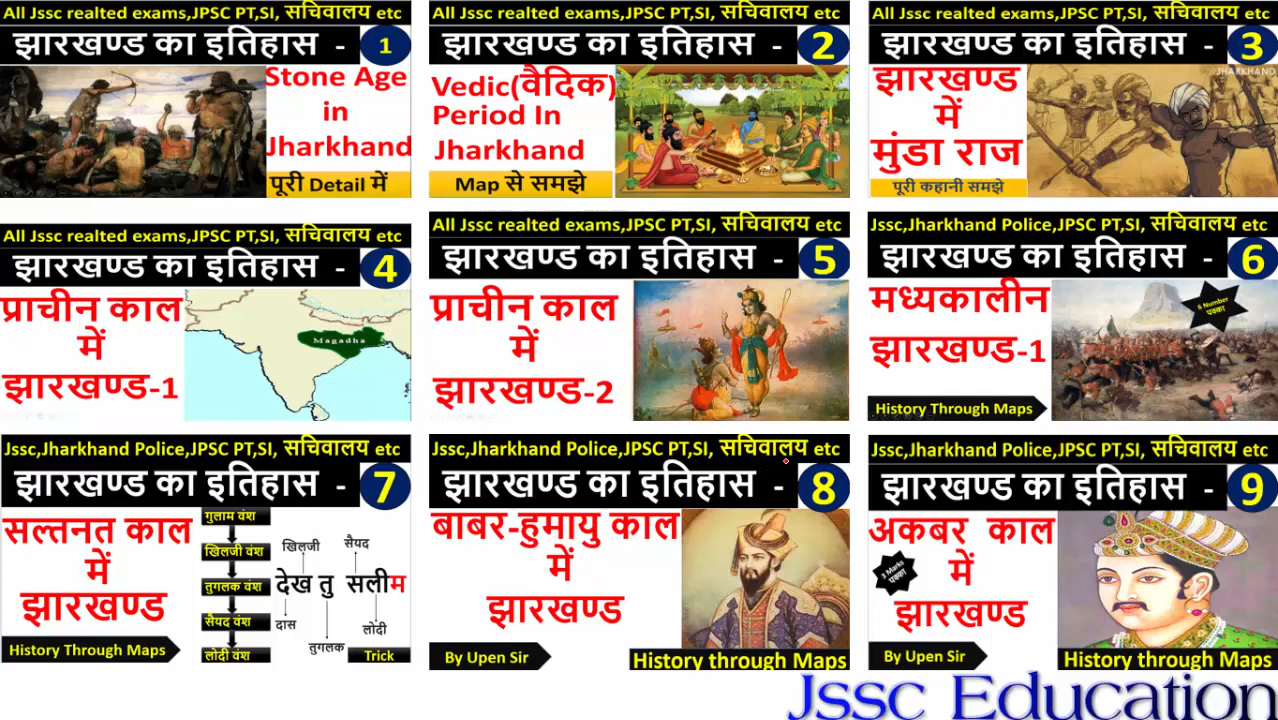 All Jssc realted exams,JPSC PT,SI, सचिवालय etc
झारखण्ड का इतिहास - 1
Stone Age
in
Jharkhand
पूरी Detail में
All Jssc realted exams,JPSC PT,SI, सचिवालय etc
झारखण्ड का इतिहास - 2
Vedic(वैदिक)
Period In
Jharkhand
Map से समझे
All Jssc realted exams,JPSC PT,SI, सचिवालय etc
झारखण्ड का इतिहास - 3
JHARKHAND
झारखण्ड
में
मुंडा राज
पूरी कहानी समझे
All Jssc realted exams,JPSC PT,SI, सचिवालय etc
झारखण्ड का इतिहास - 4
प्राचीन काल
में
झारखण्ड-1
Magadha
All Jssc realted exams,JPSC PT,SI, सचिवालय etc
झारखण्ड का इतिहास - 5
प्राचीन काल
में
झारखण्ड-2
Jssc,Jharkhand Police,JPSC PT,SI, सचिवालय etc
झारखण्ड का इतिहास - 6
मध्यकालीन
झारखण्ड-1
6 Number
पक्का
History Through Maps
Jssc,Jharkhand Police,JPSC PT,SI, सचिवालय etc
झारखण्ड का इतिहास - 7
सल्तनत काल
में
झारखण्ड
History Through Maps
गुलाम वंश
खिलजी वंश
तुगलक वंश
सैयद वंश
लोदी वंश
खिलजी सैयद
देख तु सलीम
दास
तुगलक
लोदी
Trick
Jssc,Jharkhand Police,JPSC PT,SI, सचिवालय etc
झारखण्ड का इतिहास - 8
बाबर-हुमायु काल
में
झारखण्ड
By Upen Sir
History through Maps
Jssc,Jharkhand Police,JPSC PT,SI, सचिवालय etc
झारखण्ड का इतिहास - 9
अकबर काल
में
झारखण्ड
3 Marks
पक्का
By Upen Sir
History through Maps
Jssc Education